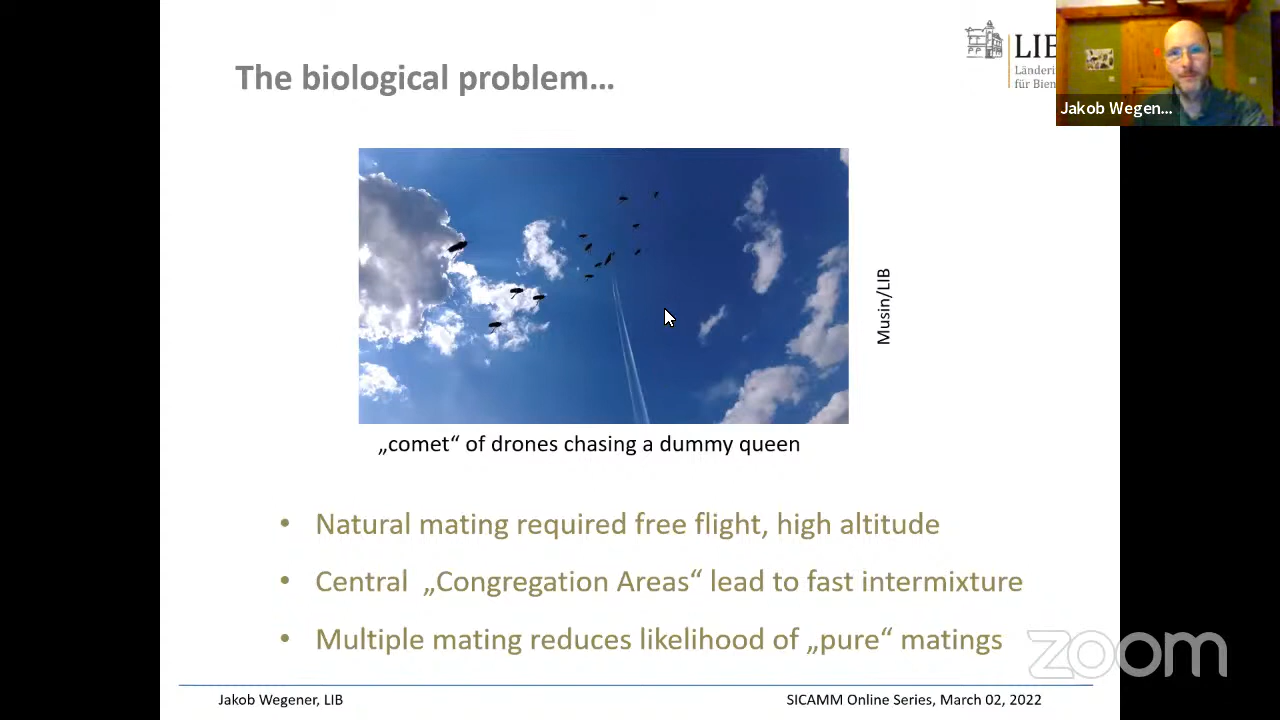 The biological problem…
LIB
Länderi
für Bien
Jakob Wegen...
Musin/LIB
„comet“ of drones chasing a dummy queen
• Natural mating required free flight, high altitude
• Central „Congregation Areas“ lead to fast intermixture
• Multiple mating reduces likelihood of „pure“ matings
zoom
Jakob Wegener, LIB
SICAMM Online Series, March 02, 2022